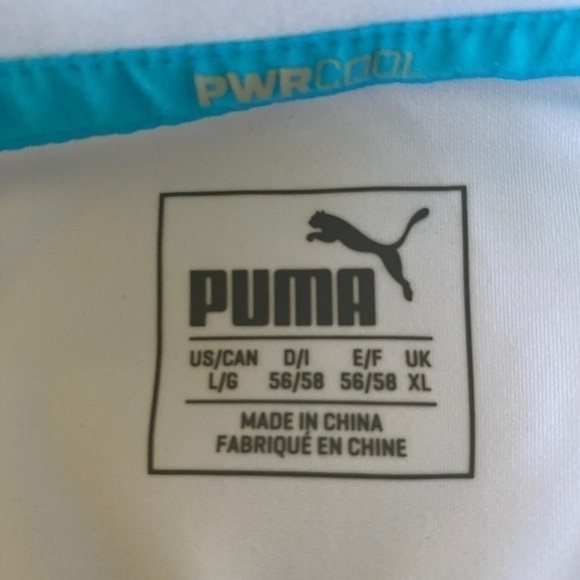 PWRCOOL
PUMA
US/CAN D/I E/F UK
L/G 56/58 56/58 XL
MADE IN CHINA
FABRIQUÉ EN CHINE